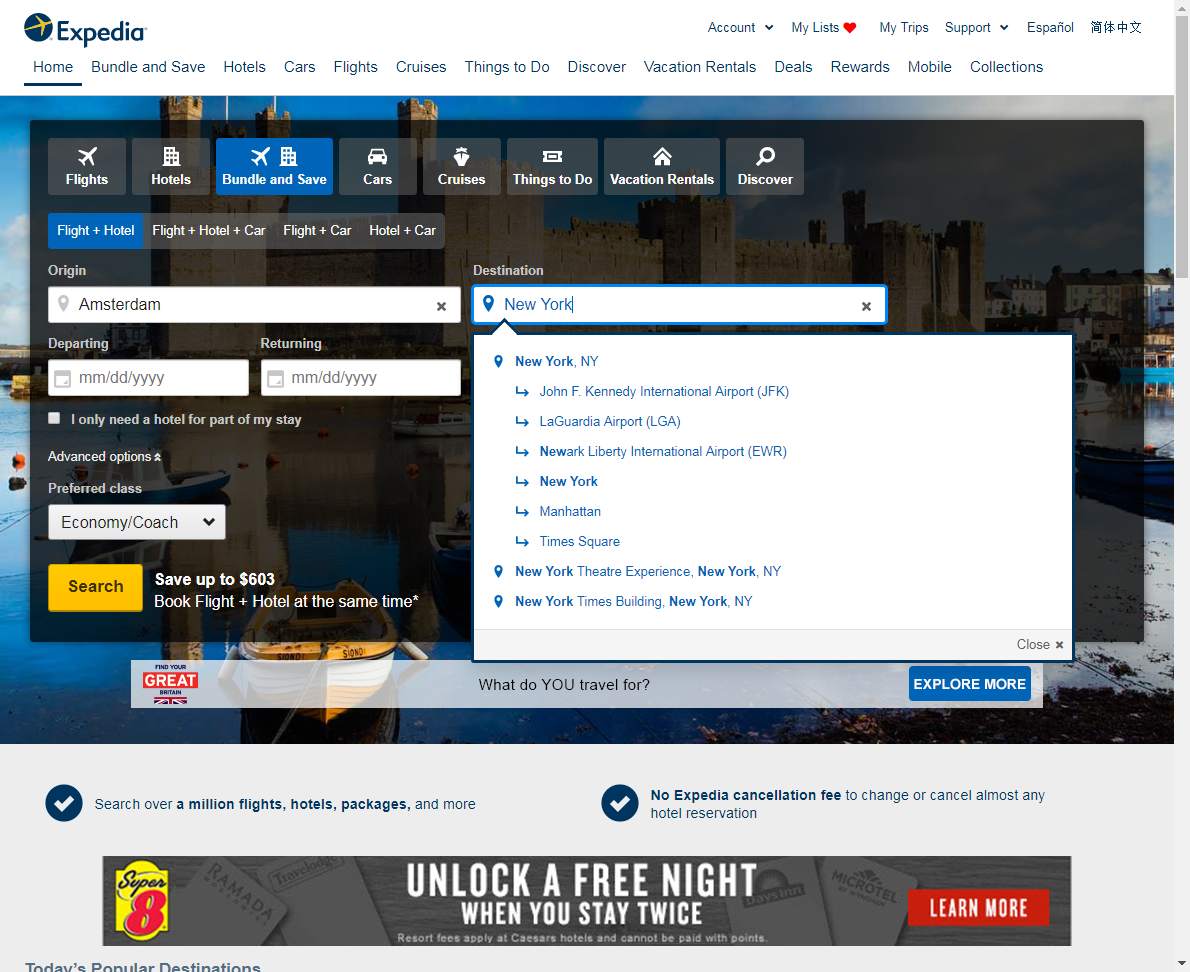 Expedia
Account
My Lists
My Trips
Support
Español
简体中文
Home
Bundle and Save
Hotels
Cars
Flights
Cruises
Things to Do
Discover
Vacation Rentals
Deals
Rewards
Mobile
Collections
Flights
Hotels
Bundle and Save
Cars
Cruises
Things to Do
Vacation Rentals
Discover
Flight + Hotel
Flight + Hotel + Car
Flight + Car
Hotel + Car
Origin
Destination
Amsterdam
New York
Departing
Returning
mm/dd/yyyy
mm/dd/yyyy
I only need a hotel for part of my stay
Advanced options
Preferred class
Economy/Coach
Search
Save up to $603
Book Flight + Hotel at the same time*
New York, NY
John F. Kennedy International Airport (JFK)
LaGuardia Airport (LGA)
Newark Liberty International Airport (EWR)
New York
Manhattan
Times Square
New York Theatre Experience, New York, NY
New York Times Building, New York, NY
Close
SIONDI
SIONDI
FIND YOUR
GREAT
BRITAIN
What do YOU travel for?
EXPLORE MORE
Search over a million flights, hotels, packages, and more
No Expedia cancellation fee to change or cancel almost any
hotel reservation
Super
8
RAMADA
Travelodge
UNLOCK A FREE NIGHT
WHEN YOU STAY TWICE
Resort fees apply at Caesars hotels and cannot be paid with points.
Days Inn
MICROTEL
BY WYNDHAM
LEARN MORE
Today's Popular Destinations